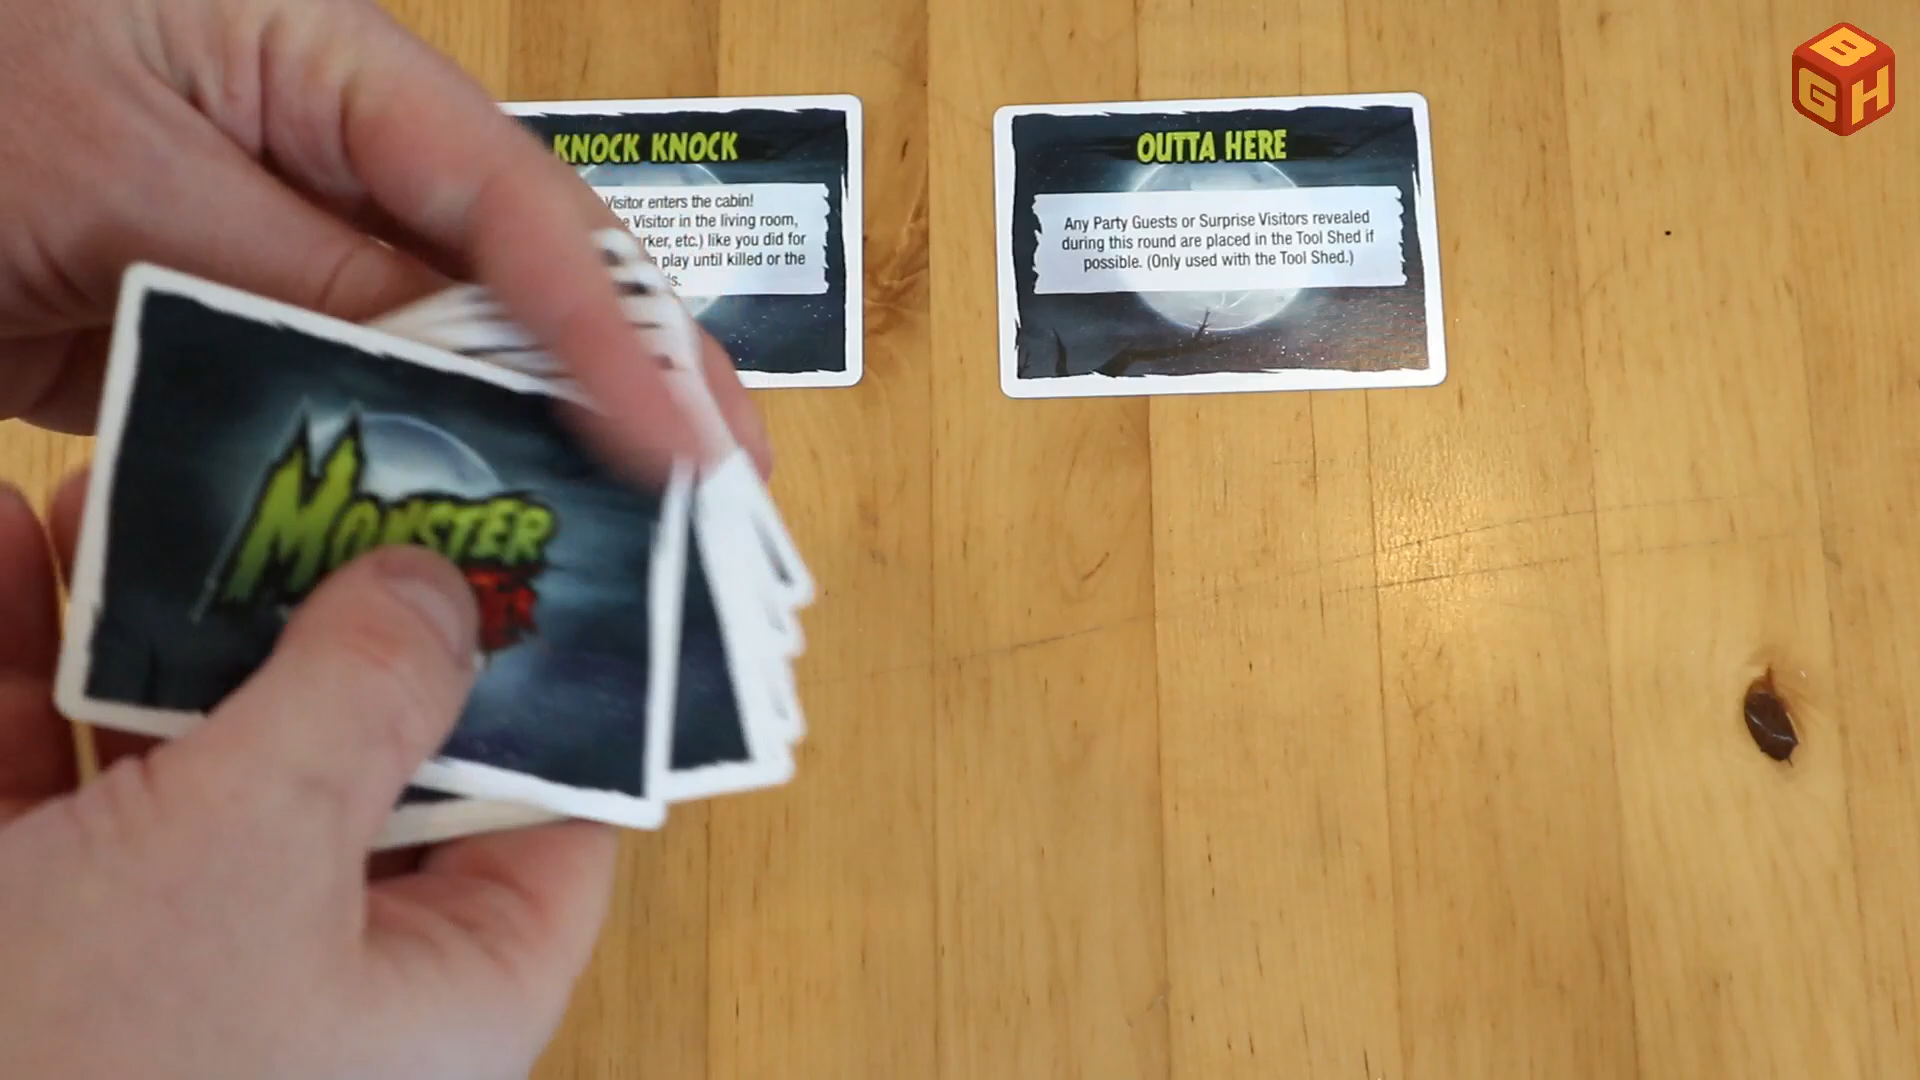 KNOCK KNOCK
Visitor enters the cabin!
Visitor in the living room,
etc.) like you did for
play until killed or the
OUTTA HERE
Any Party Guests or Surprise Visitors revealed
during this round are placed in the Tool Shed if
possible. (Only used with the Tool Shed.)
MONSTER
B
G H